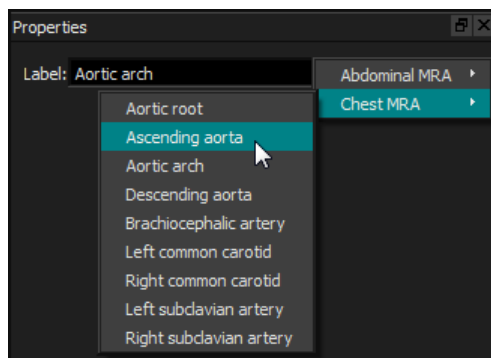 Properties
Label: Aortic arch
Abdominal MRA
Chest MRA
Aortic root
Ascending aorta
Aortic arch
Descending aorta
Brachiocephalic artery
Left common carotid
Right common carotid
Left subclavian artery
Right subclavian artery